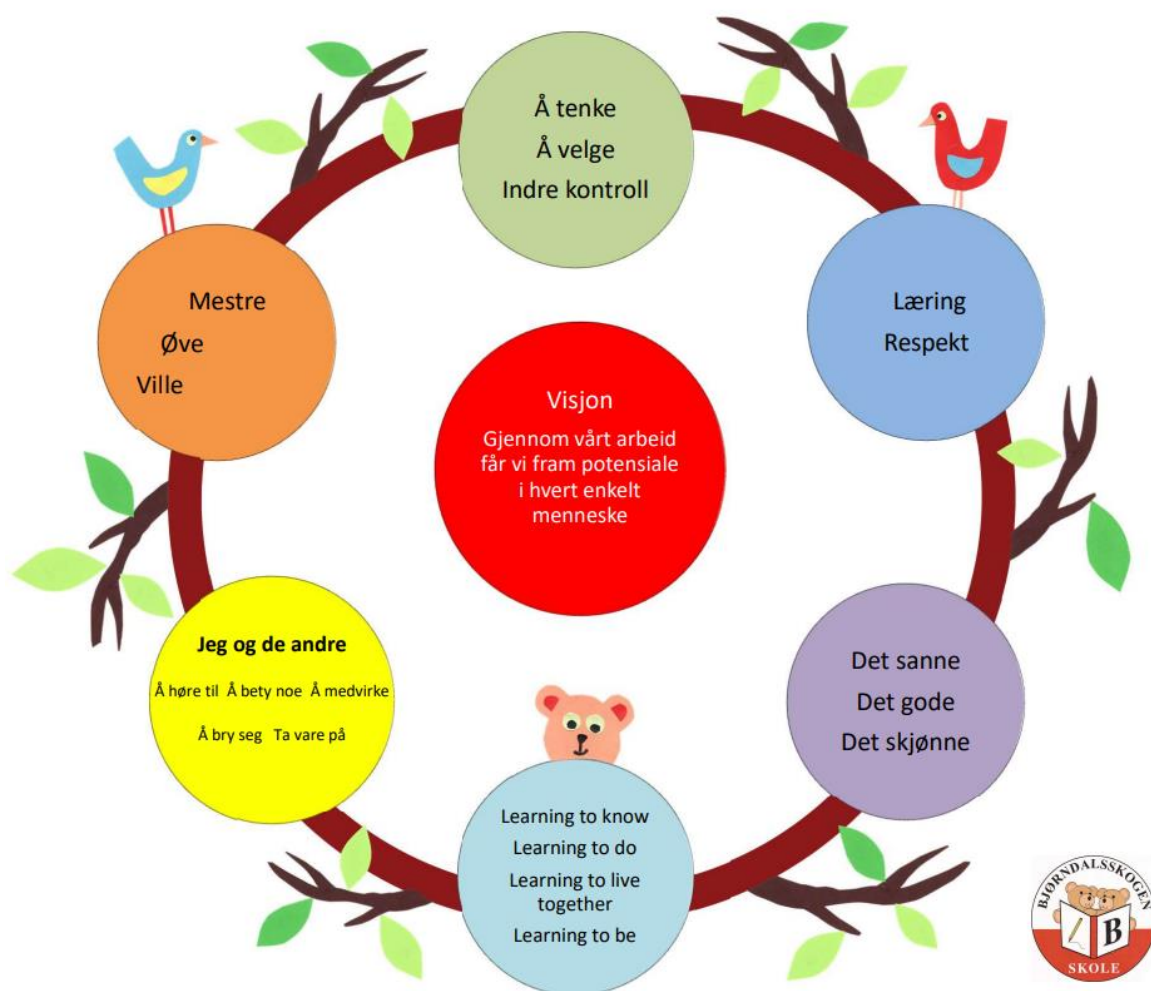 Å tenke
Å velge
Indre kontroll
Læring
Respekt
Mestre
Øve
Ville
Visjon
Gjennom vårt arbeid
får vi fram potensiale
i hvert enkelt
menneske
Jeg og de andre
Å høre til Å bety noe Å medvirke
Å bry seg Ta vare på
Det sanne
Det gode
Det skjønne
Learning to know
Learning to do
Learning to live
together
Learning to be
BJØRNDALSSKOGEN
B
SKOLE